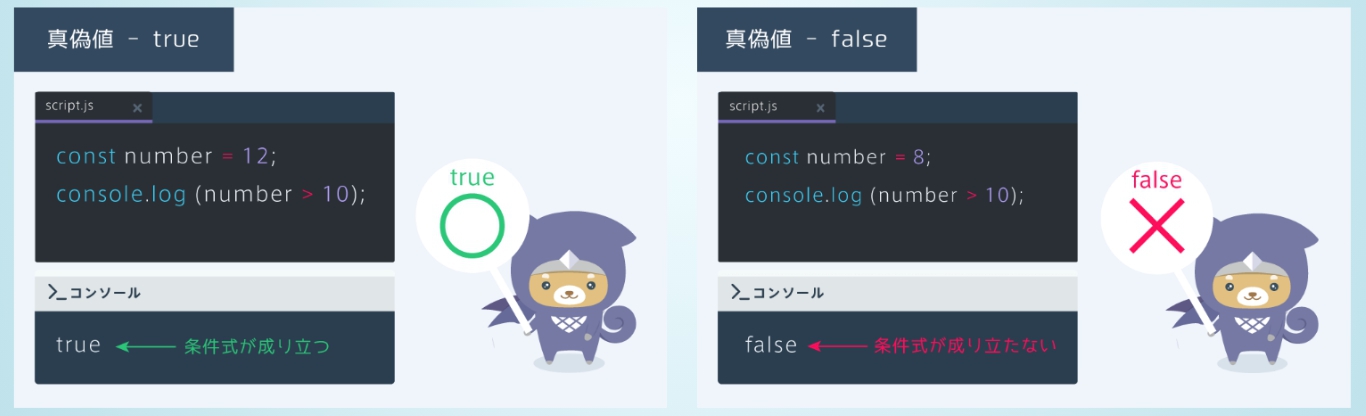 真偽値 - true
script.js ×
const number = 12;
console.log (number > 10);
true
>_コンソール
true ← 条件式が成り立つ
真偽値 - false
script.js ×
const number = 8;
console.log (number > 10);
false
>_コンソール
false ← 条件式が成り立たない